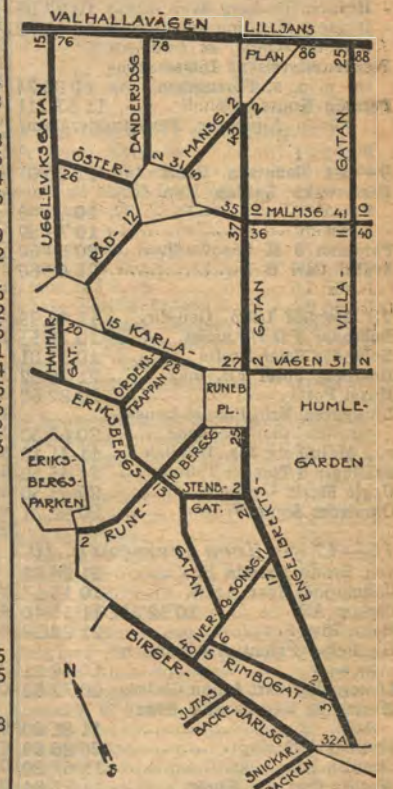 VALHALLAVÄGEN LILLJANS
15 76 78 PLAN 86 25 88
UGGLEVIKSGATAN
DANDERYDSG
MANSG. 2 2
43
GATAN
ÖSTER-
26
2 31 5
RÅD- 12
35 10 MALMSG 41 10
37 36 11 40
1
GATAN
VILLA
HAMMAR
GAT.
20
15 KARLA-
27 2 VÄGEN 31 2
ORDENS-
TRAPPAN
28
RUNEB
PL.
HUMLE-
ERIKSBERGS-
10 BERGSG
25
GÅRDEN
ERIKS-
BERGS-
PARKEN
13
STENB- 2
GAT.
21
ENGELBREKTS-
2 RUNE-
GATAN
IVER-SONSG 11
17
8
6
40 5
RIMBOGAT. 2
3
BIRGER-
JARLSG
32A
JUTAS
BACKE
SNICKAR.
BACKEN
N
S